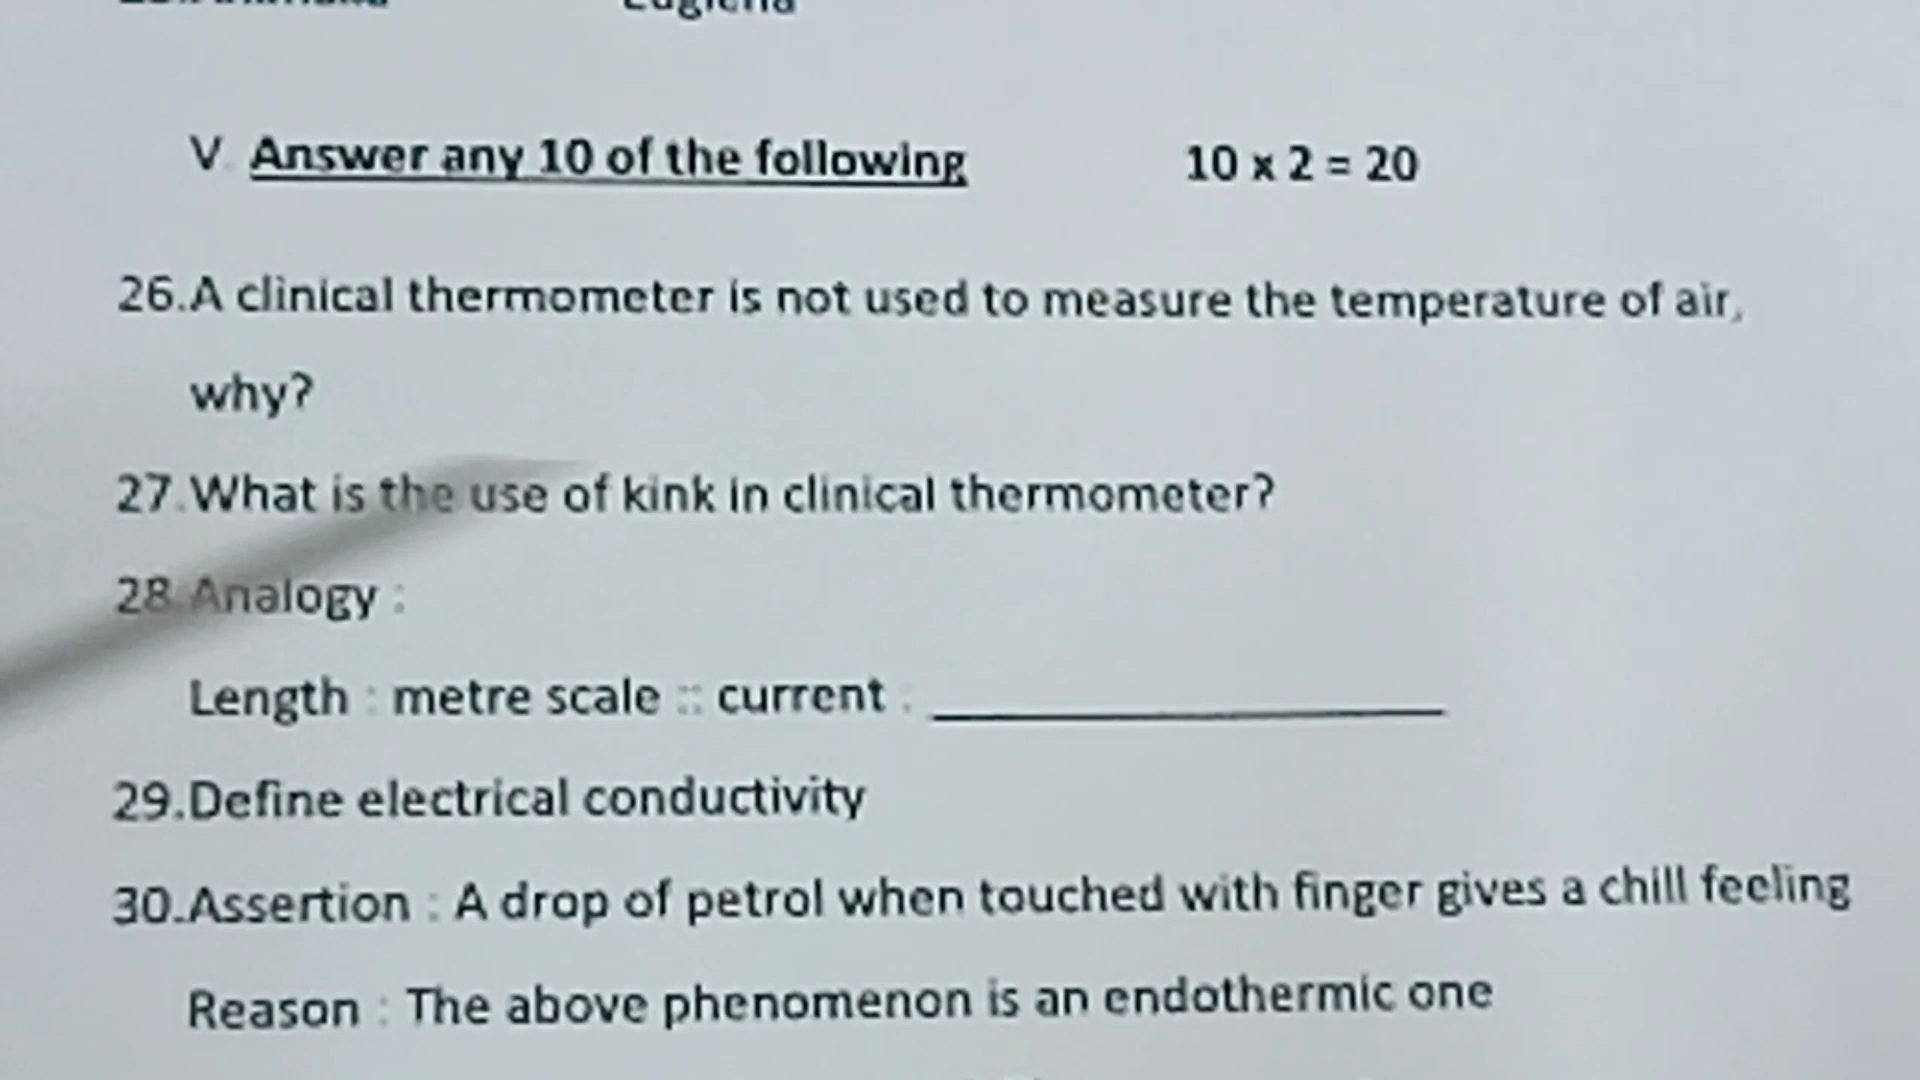 V. Answer any 10 of the following 10 x 2 = 20
26.A clinical thermometer is not used to measure the temperature of air,
why?
27.What is the use of kink in clinical thermometer?
28.Analogy :
Length : metre scale :: current : ____________
29.Define electrical conductivity
30.Assertion : A drop of petrol when touched with finger gives a chill feeling
Reason : The above phenomenon is an endothermic one